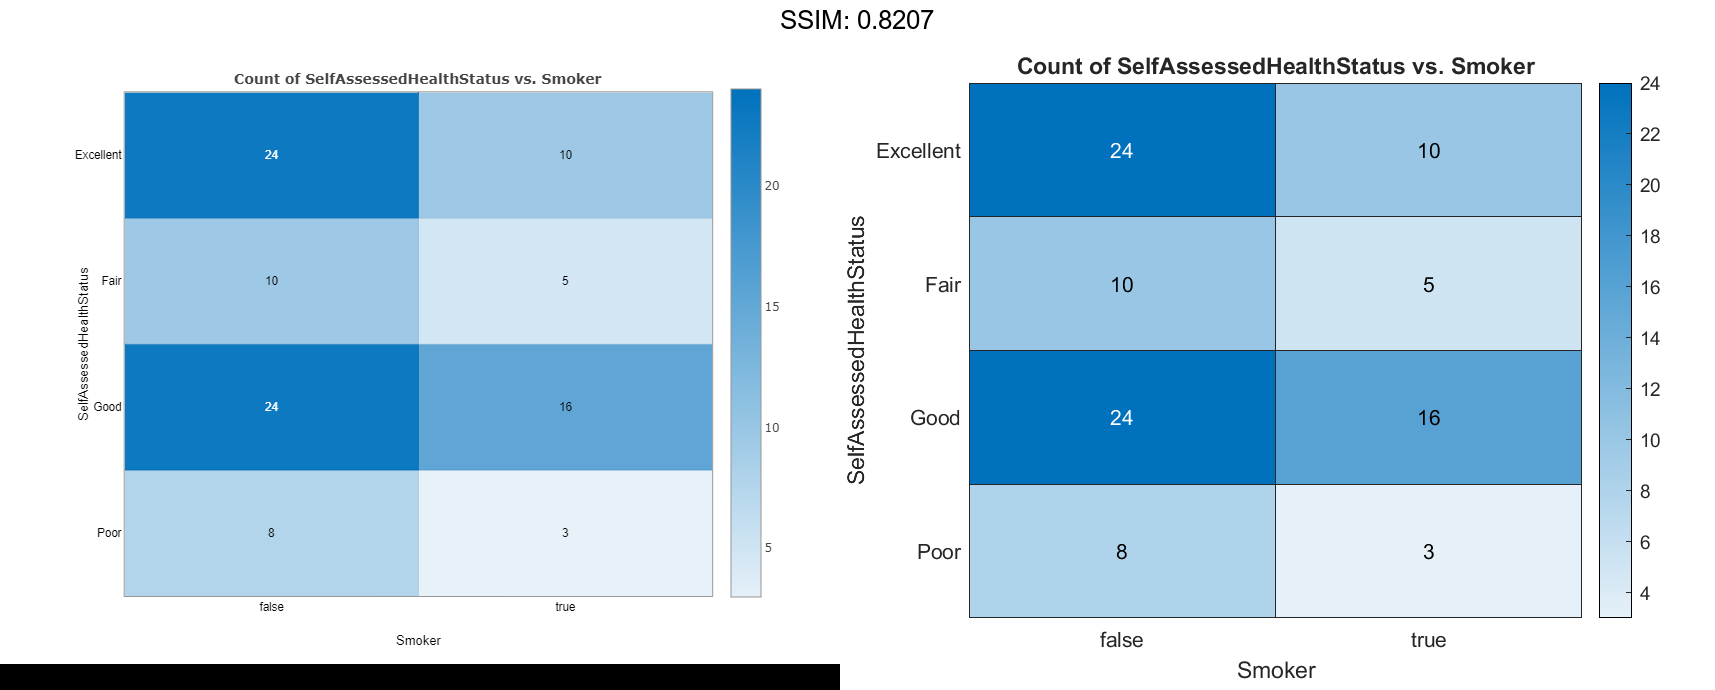 SSIM: 0.8207
Count of SelfAssessedHealthStatus vs. Smoker
SelfAssessedHealthStatus
Excellent 24 10
Fair 10 5
Good 24 16
Poor 8 3
false true
Smoker
20
15
10
5
Count of SelfAssessedHealthStatus vs. Smoker
SelfAssessedHealthStatus
Excellent 24 10
Fair 10 5
Good 24 16
Poor 8 3
false true
Smoker
24
22
20
18
16
14
12
10
8
6
4